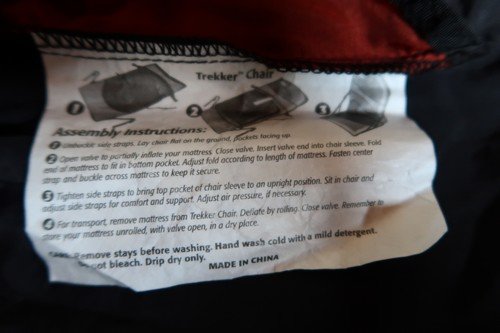 Trekker™ Chair
1 2 3
Assembly Instructions:
1 Unbuckle side straps. Lay chair flat on the ground, pockets facing up.
2 Open valve to partially inflate your mattress. Close valve. Insert valve end into chair sleeve. Fold
end of mattress to fit in bottom pocket. Adjust fold according to length of mattress. Fasten center
strap and buckle across mattress to keep it secure.
3 Tighten side straps to bring top pocket of chair sleeve to an upright position. Sit in chair and
adjust side straps for comfort and support. Adjust air pressure, if necessary.
4 For transport, remove mattress from Trekker Chair. Deflate by rolling. Close valve. Remember to
store your mattress unrolled, with valve open, in a dry place.
Remove stays before washing. Hand wash cold with a mild detergent.
not bleach. Drip dry only.
MADE IN CHINA